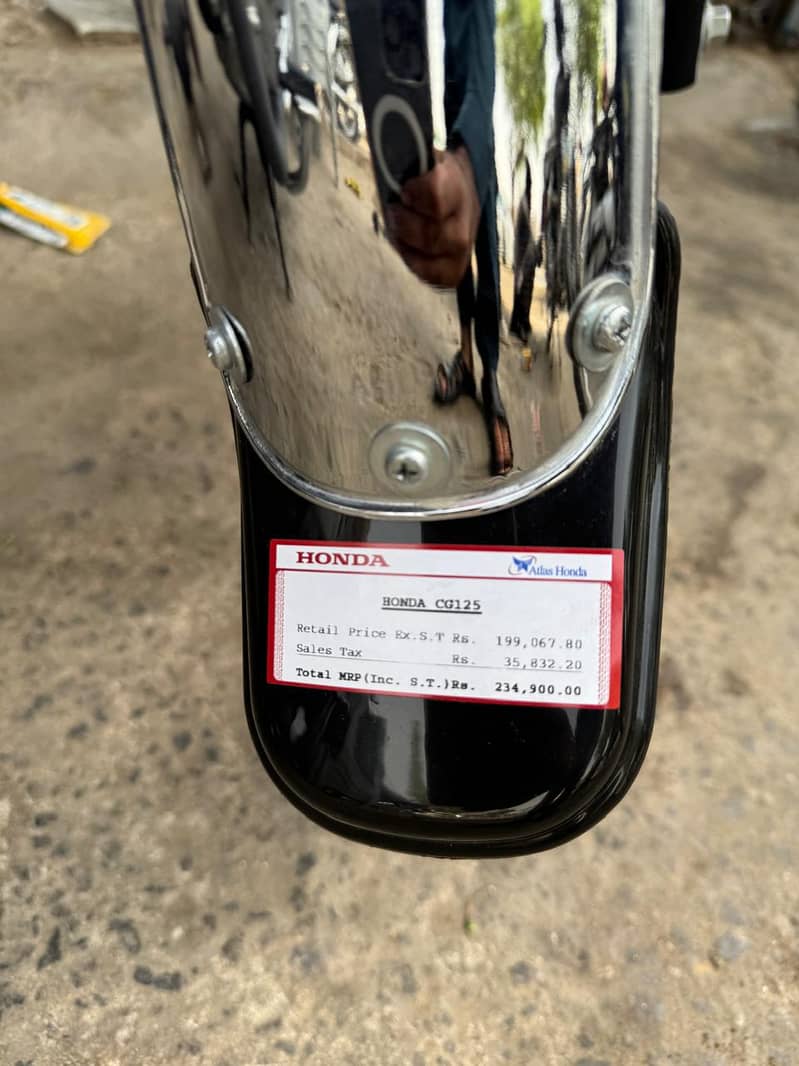 HONDA
Atlas Honda
HONDA CG125
Retail Price Ex.S.T Rs. 199,067.80
Sales Tax Rs. 35,832.20
Total MRP(Inc. S.T.)Rs. 234,900.00